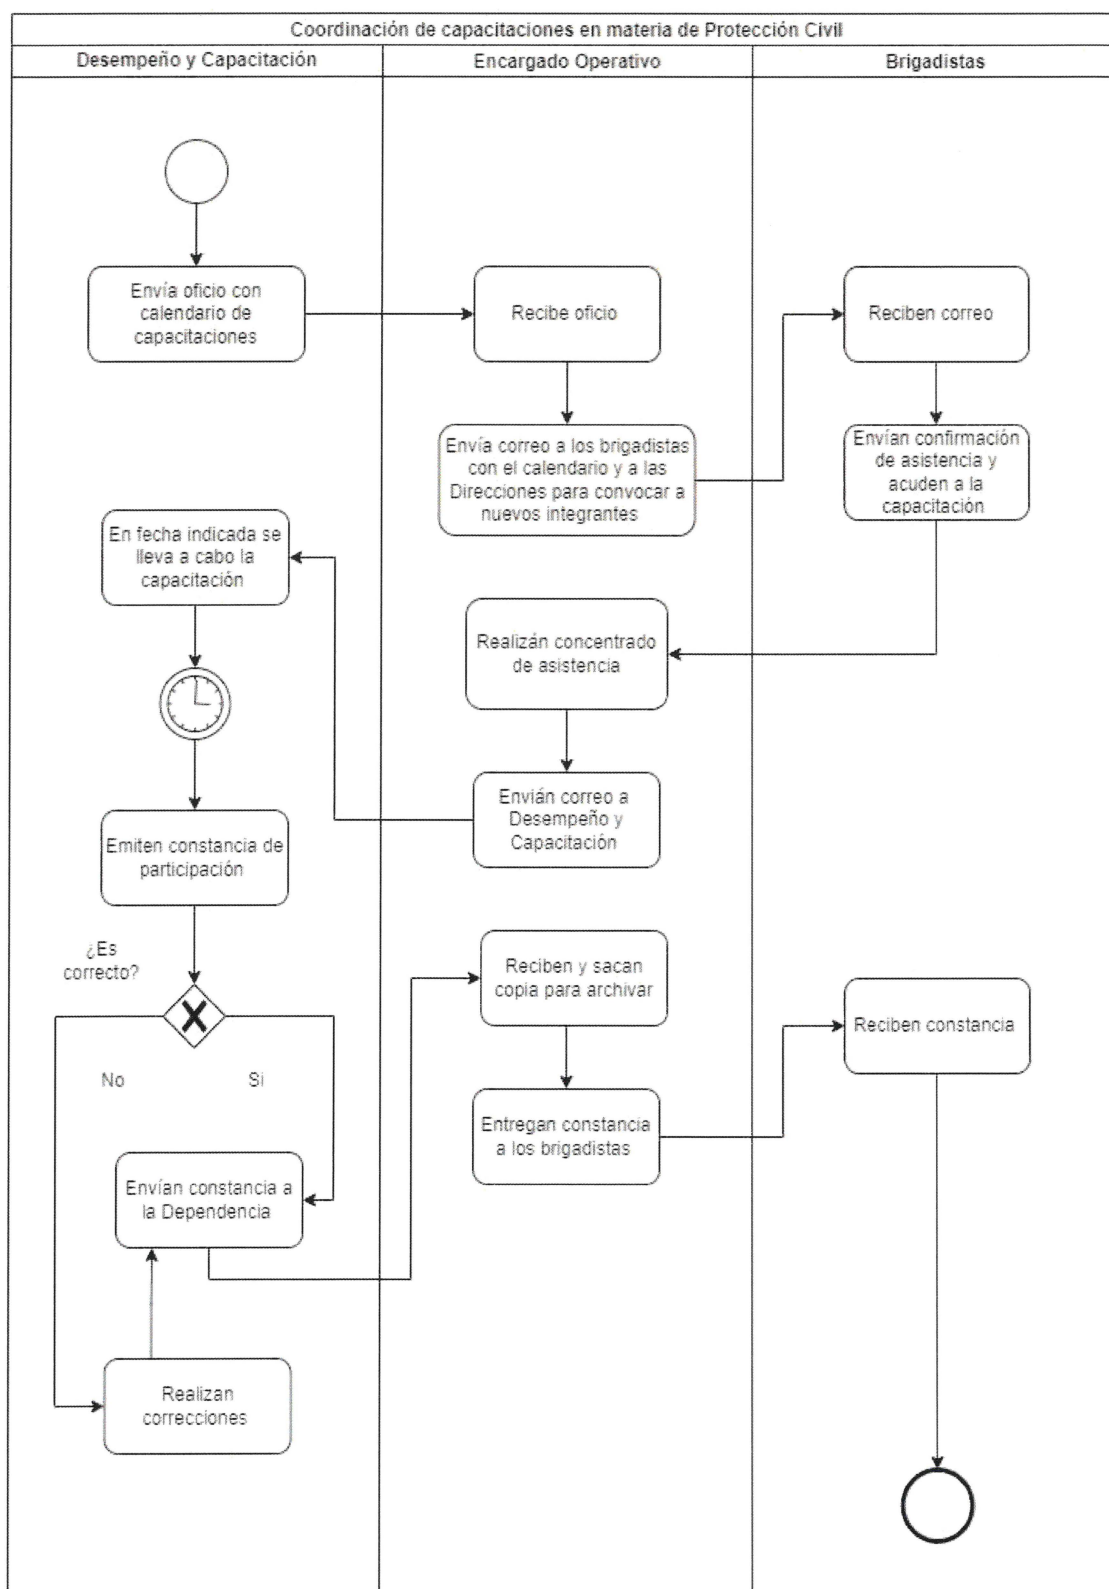 Coordinación de capacitaciones en materia de Protección Civil
Desempeño y Capacitación
Encargado Operativo
Brigadistas
Envía oficio con
calendario de
capacitaciones
Recibe oficio
Reciben correo
Envía correo a los brigadistas
con el calendario y a las
Direcciones para convocar a
nuevos integrantes
Envían confirmación
de asistencia y
acuden a la
capacitación
En fecha indicada se
lleva a cabo la
capacitación
Realizán concentrado
de asistencia
Envián correo a
Desempeño y
Capacitación
Emiten constancia de
participación
¿Es
correcto?
No
Si
Reciben y sacan
copia para archivar
Reciben constancia
Entregan constancia
a los brigadistas
Envían constancia a
la Dependencia
Realizan
correcciones